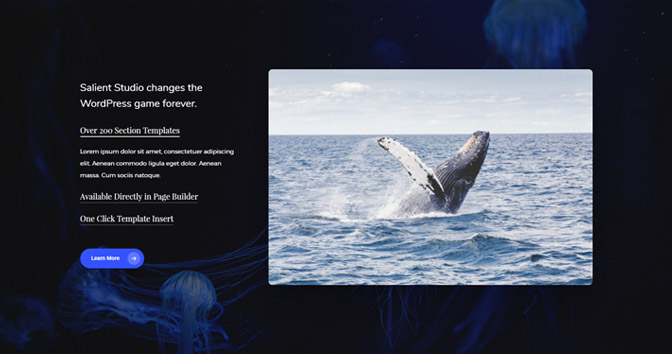 Salient Studio changes the
WordPress game forever.
Over 200 Section Templates
Lorem ipsum dolor sit amet, consectetuer adipiscing
elit. Aenean commodo ligula eget dolor. Aenean
massa. Cum sociis natoque.
Available Directly in Page Builder
One Click Template Insert
Learn More